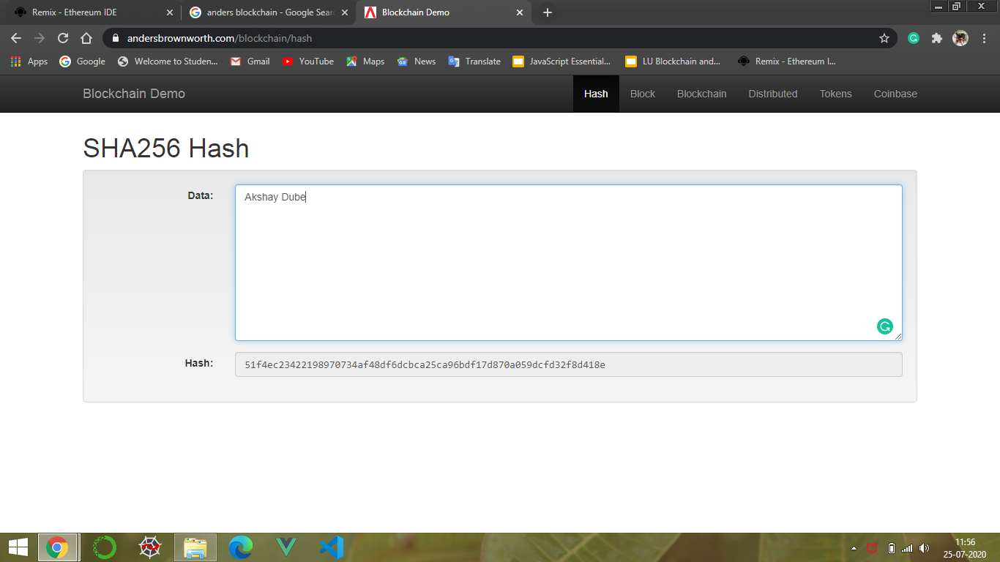 Remix - Ethereum IDE
anders blockchain - Google Sear
Blockchain Demo
andersbrownworth.com/blockchain/hash
Apps
Google
Welcome to Studen...
Gmail
YouTube
Maps
News
Translate
JavaScript Essential...
LU Blockchain and...
Remix - Ethereum I...
Blockchain Demo
Hash
Block
Blockchain
Distributed
Tokens
Coinbase
SHA256 Hash
Data:
Akshay Dube
Hash:
51f4ec23422198970734af48df6dcbca25ca96bdf17d870a059dcfd32f8d418e
11:56
25-07-2020